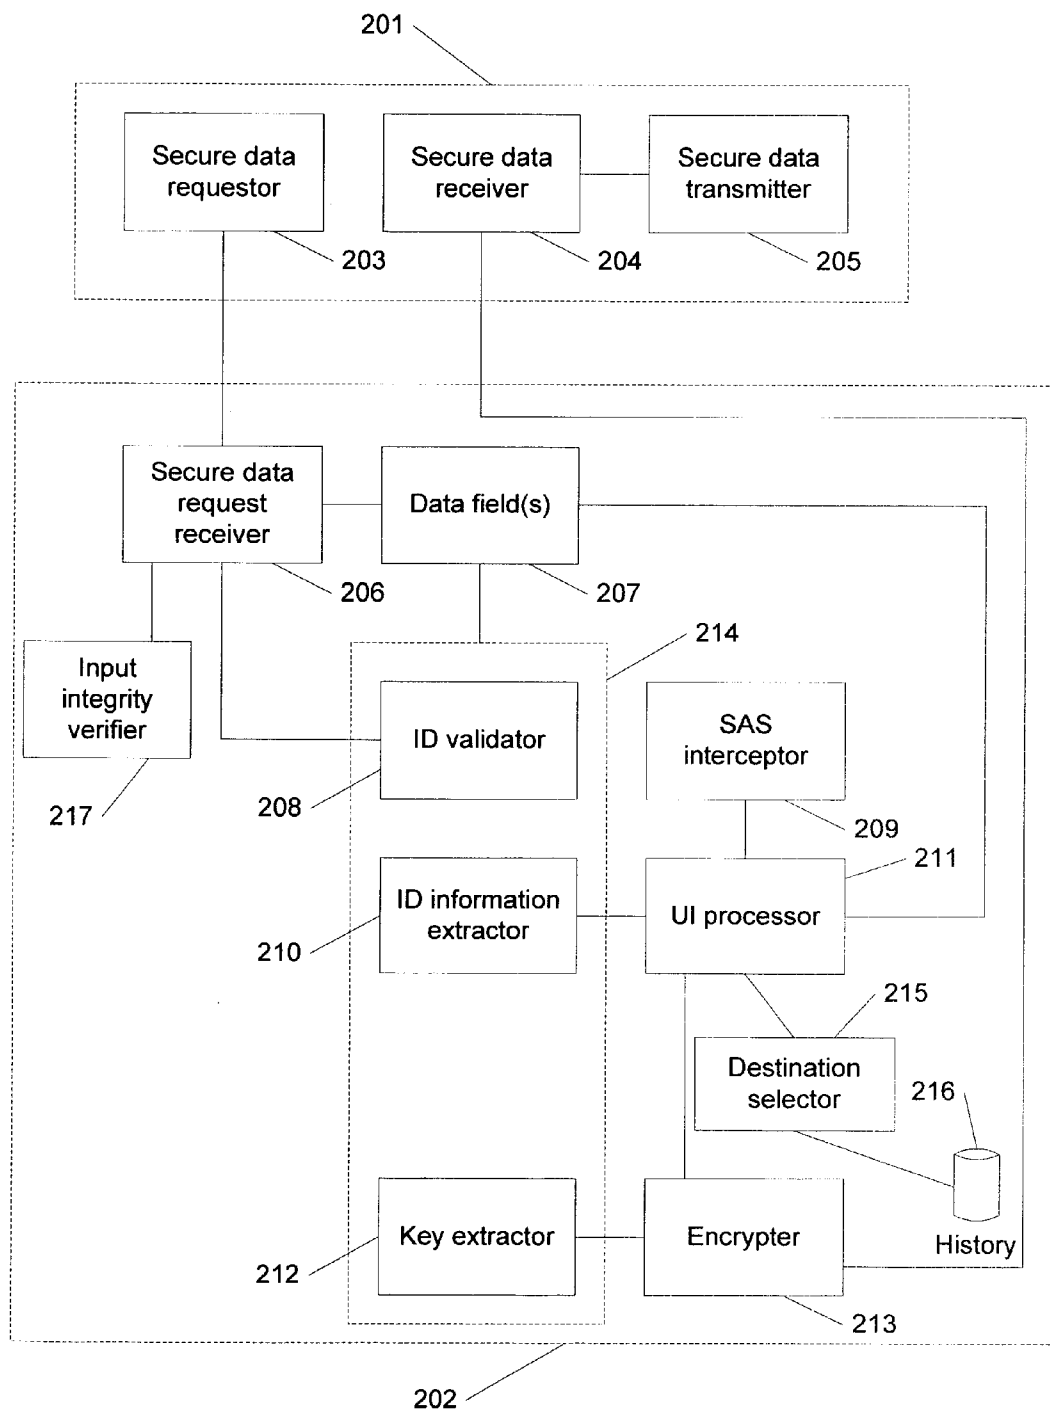 201
Secure data
requestor
Secure data
receiver
Secure data
transmitter
203
204
205
Secure data
request
receiver
Data field(s)
206
207
214
Input
integrity
verifier
ID validator
SAS
interceptor
217
208
209
211
ID information
extractor
UI processor
210
215
Destination
selector
216
Key extractor
Encrypter
History
212
213
202